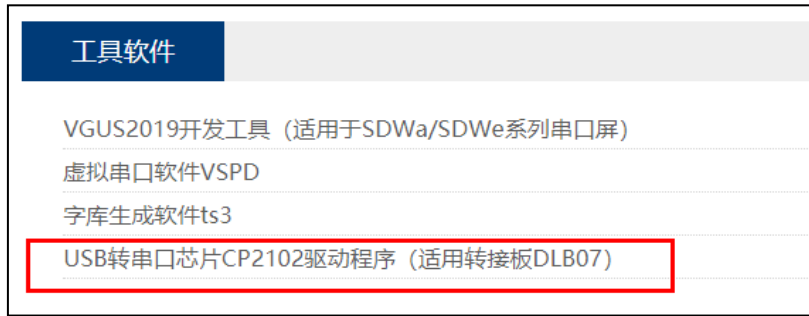 工具软件
VGUS2019开发工具（适用于SDWa/SDWe系列串口屏）
虚拟串口软件VSPD
字库生成软件ts3
USB转串口芯片CP2102驱动程序（适用转接板DLB07）